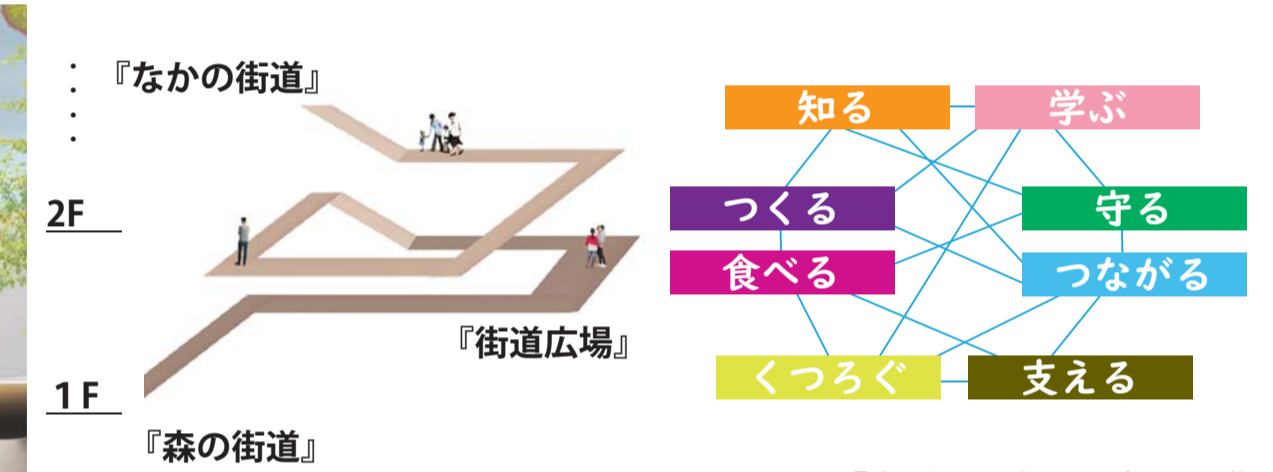 『なかの街道』
2F
『街道広場』
1F
『森の街道』
知る
学ぶ
つくる
守る
食べる
つながる
くつろぐ
支える